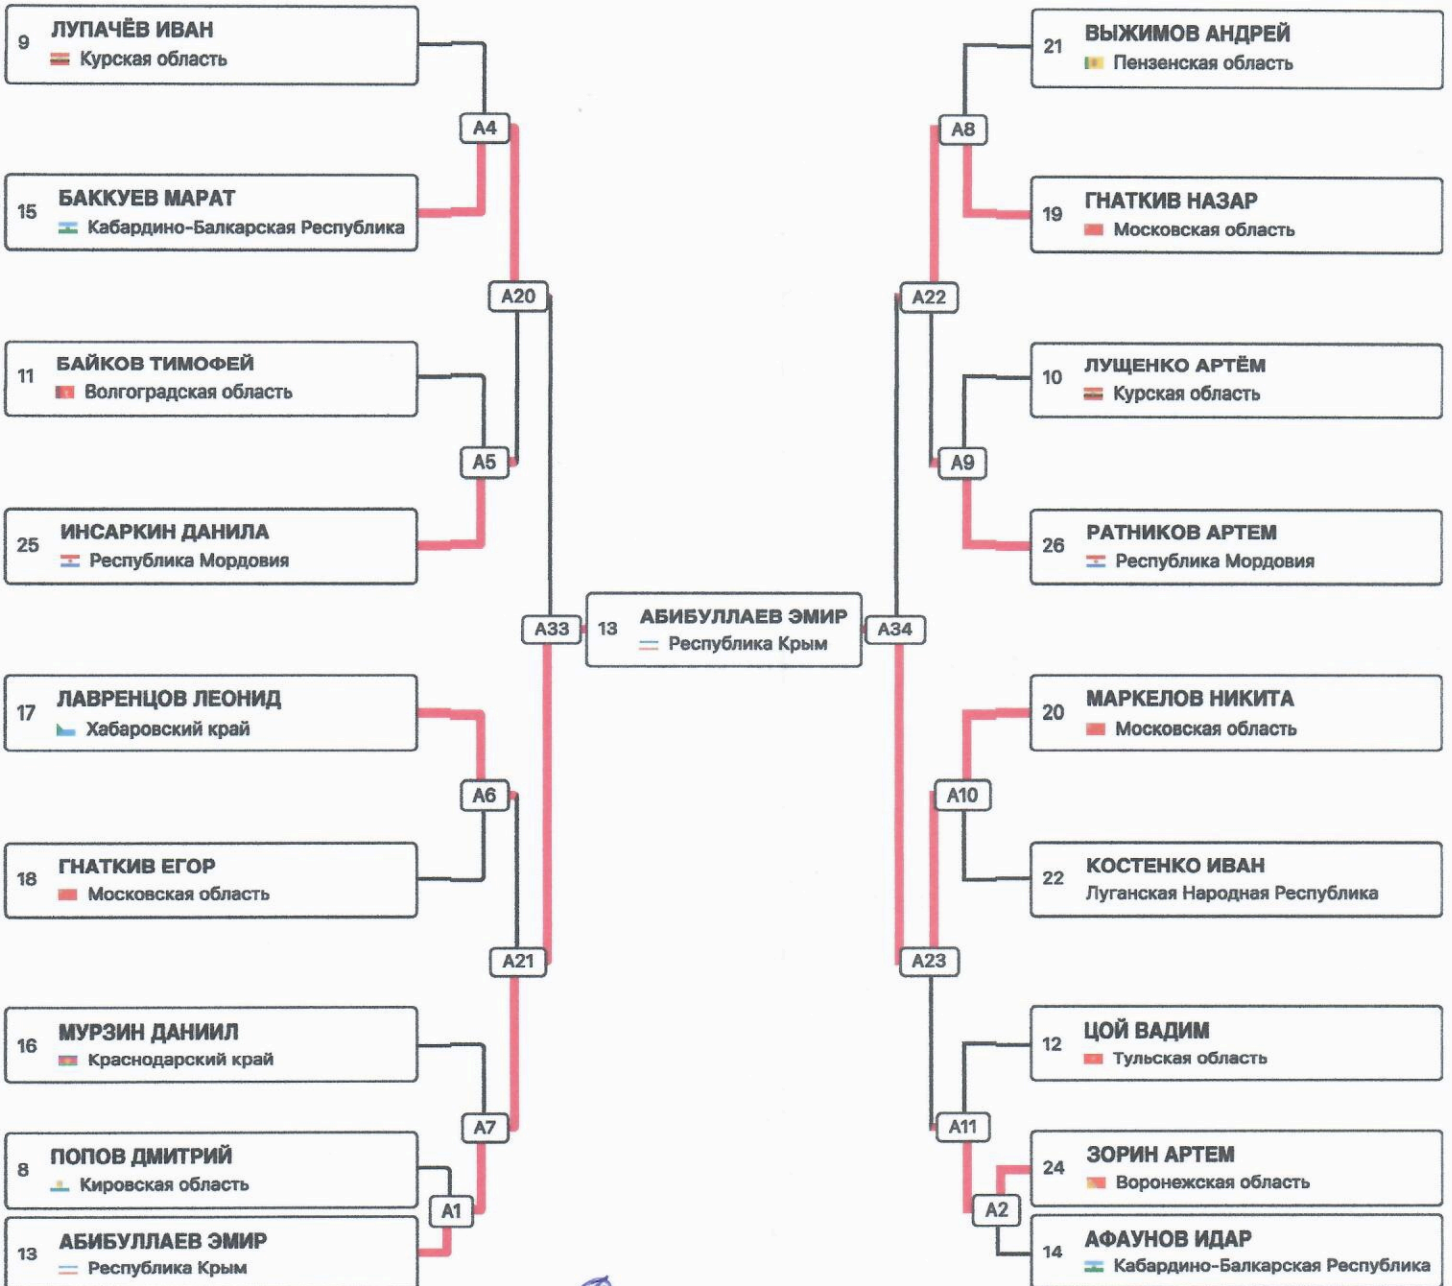 9
ЛУПАЧЁВ ИВАН
Курская область
A4
15
БАККУЕВ МАРАТ
Кабардино-Балкарская Республика
A20
11
БАЙКОВ ТИМОФЕЙ
Волгоградская область
A5
25
ИНСАРКИН ДАНИЛА
Республика Мордовия
A33
17
ЛАВРЕНЦОВ ЛЕОНИД
Хабаровский край
A6
18
ГНАТКИВ ЕГОР
Московская область
A21
16
МУРЗИН ДАНИИЛ
Краснодарский край
A7
8
ПОПОВ ДМИТРИЙ
Кировская область
A1
13
АБИБУЛЛАЕВ ЭМИР
Республика Крым
13
АБИБУЛЛАЕВ ЭМИР
Республика Крым
21
ВЫЖИМОВ АНДРЕЙ
Пензенская область
A8
19
ГНАТКИВ НАЗАР
Московская область
A22
10
ЛУЩЕНКО АРТЁМ
Курская область
A9
26
РАТНИКОВ АРТЕМ
Республика Мордовия
A34
20
МАРКЕЛОВ НИКИТА
Московская область
A10
22
КОСТЕНКО ИВАН
Луганская Народная Республика
A23
12
ЦОЙ ВАДИМ
Тульская область
A11
24
ЗОРИН АРТЕМ
Воронежская область
A2
14
АФАУНОВ ИДАР
Кабардино-Балкарская Республика